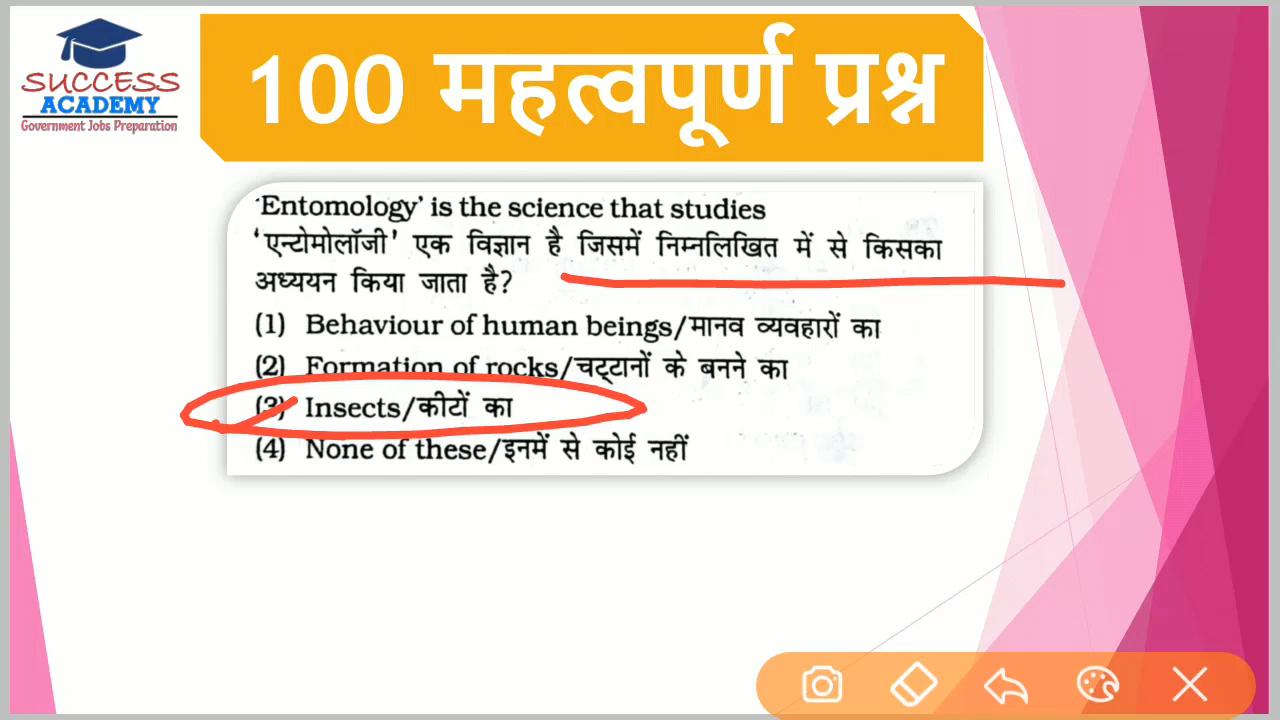 SUCCESS
ACADEMY
Government Jobs Preparation
100 महत्वपूर्ण प्रश्न
'Entomology' is the science that studies
'एन्टोमोलॉजी' एक विज्ञान है जिसमें निम्नलिखित में से किसका
अध्ययन किया जाता है?
(1) Behaviour of human beings/मानव व्यवहारों का
(2) Formation of rocks/चट्टानों के बनने का
(3) Insects/कीटों का
(4) None of these/इनमें से कोई नहीं